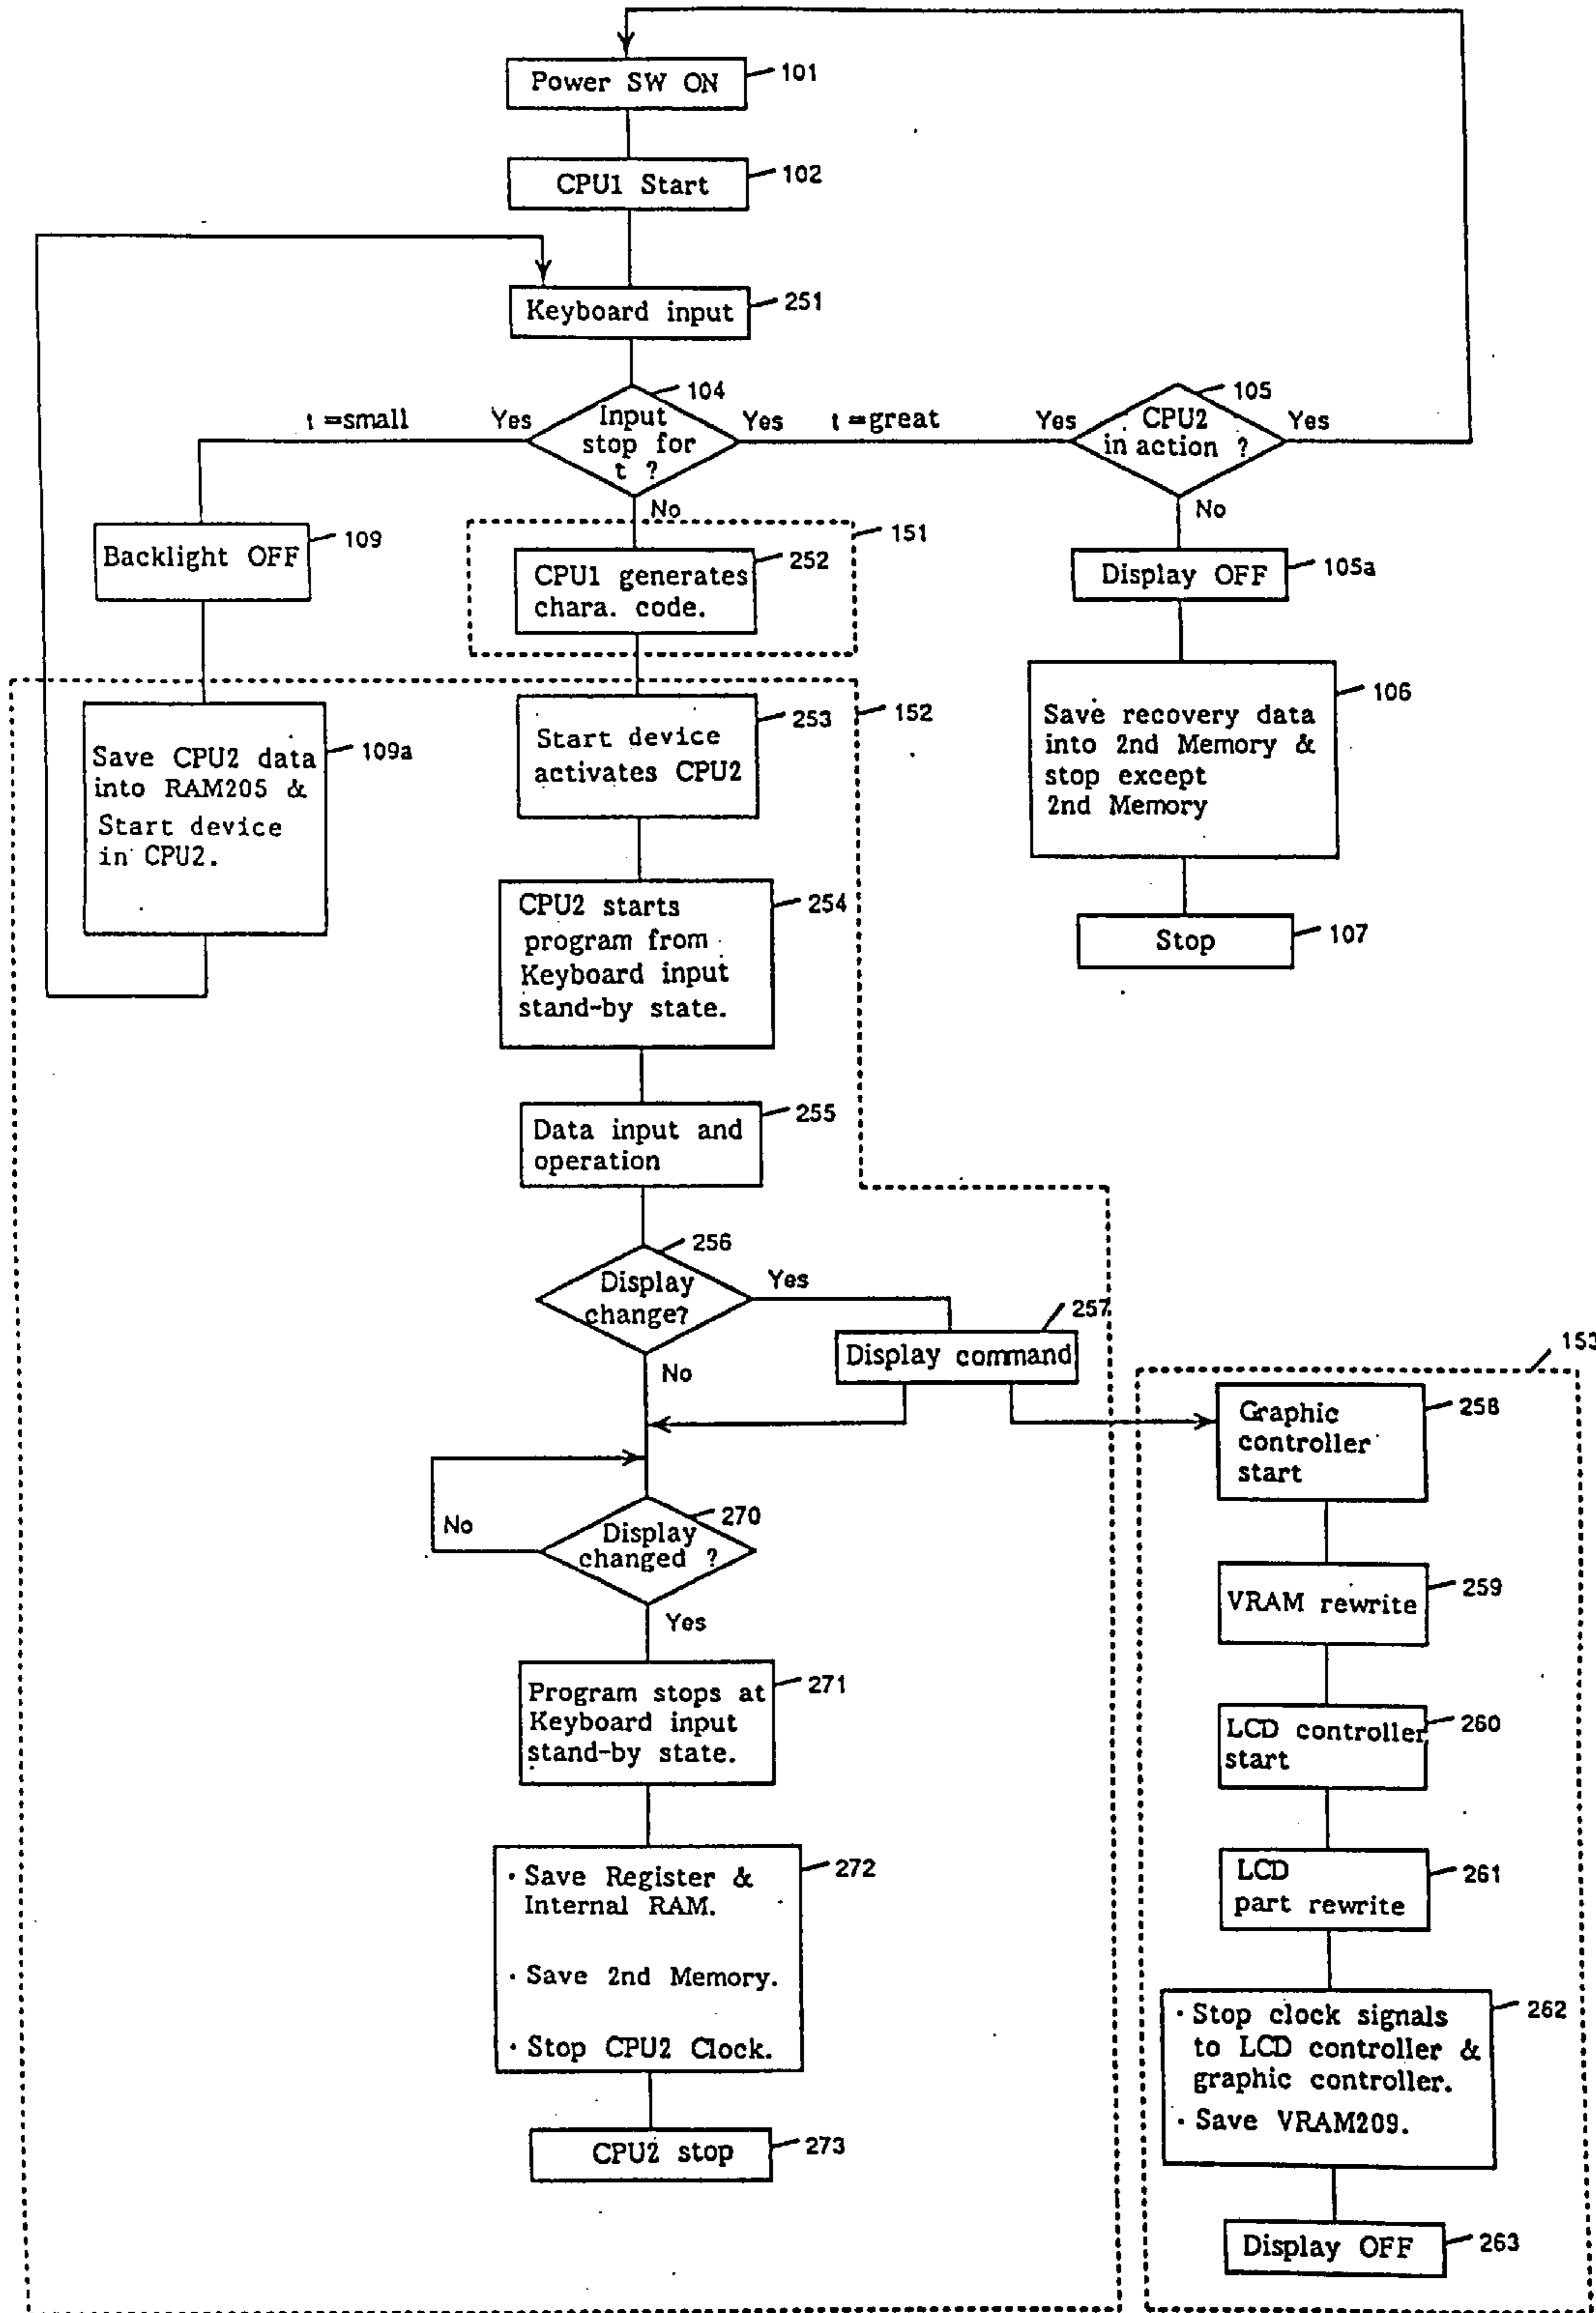 Power SW ON
101
CPU1 Start
102
Keyboard input
251
104
Input
stop for
t ?
t =small
Yes
Yes
t =great
Yes
105
CPU2
in action ?
Yes
No
No
Backlight OFF
109
151
CPU1 generates
chara. code.
252
Display OFF
105a
Save CPU2 data
into RAM205 &
Start device
in CPU2.
109a
152
Start device
activates CPU2
253
Save recovery data
into 2nd Memory &
stop except
2nd Memory
106
CPU2 starts
program from
Keyboard input
stand-by state.
254
Stop
107
Data input and
operation
255
256
Display
change?
Yes
No
257
Display command
153
Graphic
controller
start
258
No
270
Display
changed ?
Yes
VRAM rewrite
259
Program stops at
Keyboard input
stand-by state.
271
LCD controller
start
260
· Save Register &
Internal RAM.
· Save 2nd Memory.
· Stop CPU2 Clock.
272
LCD
part rewrite
261
· Stop clock signals
to LCD controller &
graphic controller.
· Save VRAM209.
262
CPU2 stop
273
Display OFF
263